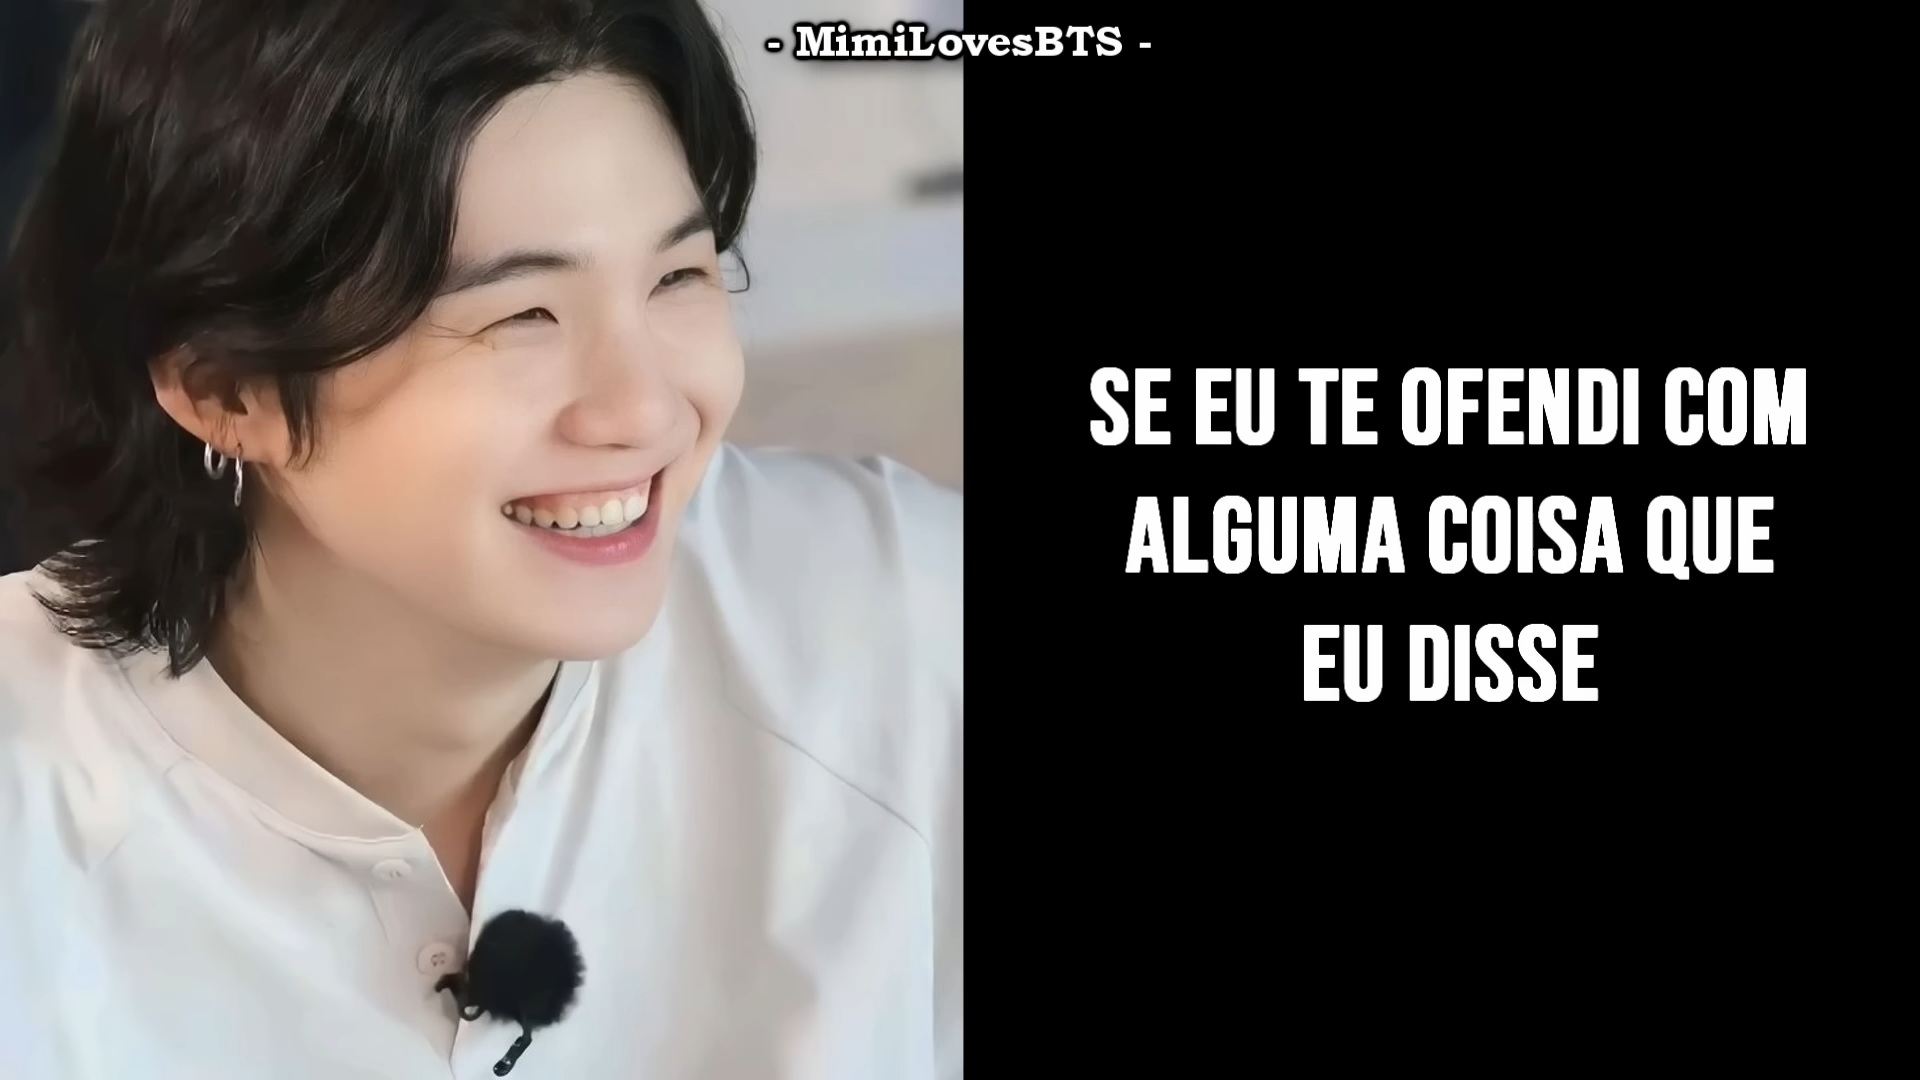 - MimiLovesBTS -
SE EU TE OFENDI COM
ALGUMA COISA QUE
EU DISSE